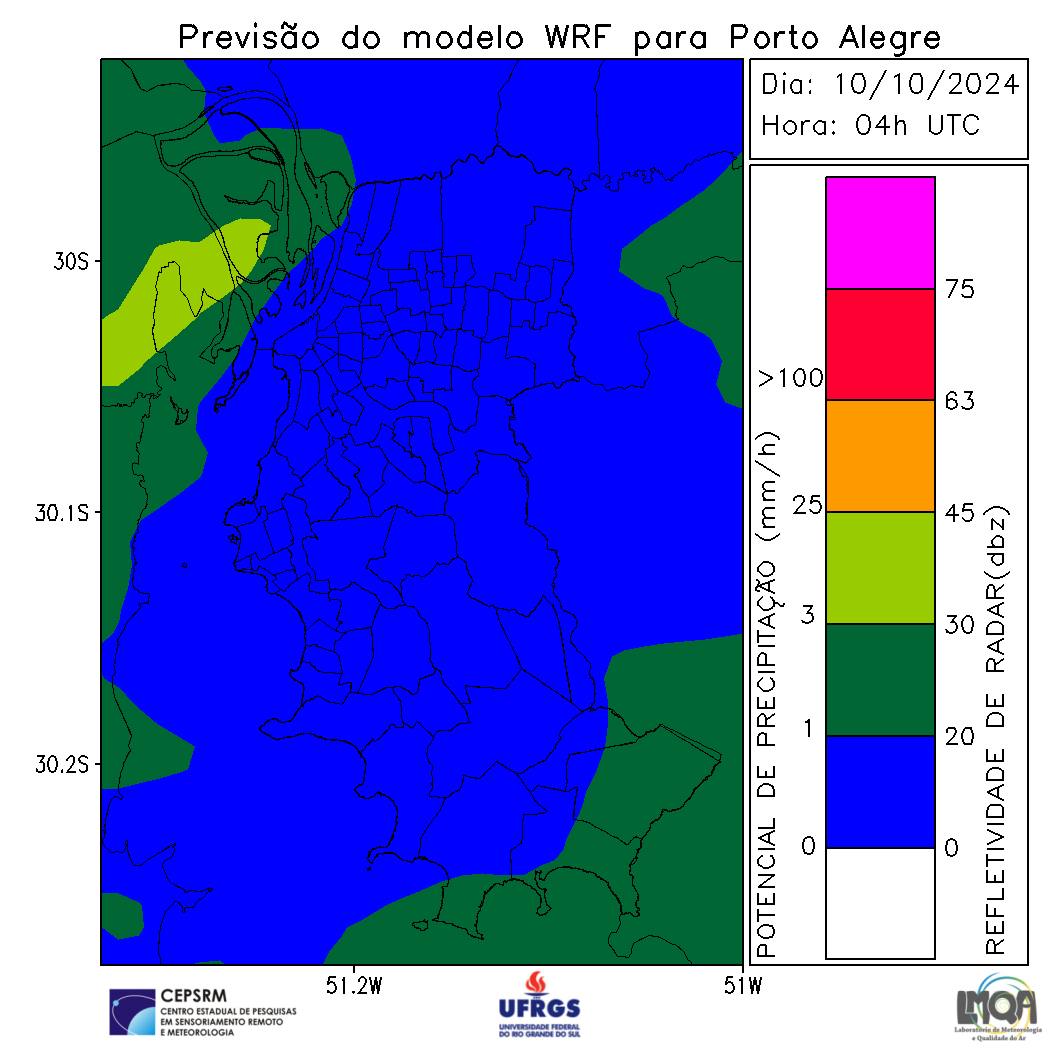 Previsão do modelo WRF para Porto Alegre
Dia: 10/10/2024
Hora: 04h UTC
30S
30.1S
30.2S
51.2W
51W
POTENCIAL DE PRECIPITAÇÃO (mm/h)
>100
25
3
1
0
75
63
45
30
20
0
REFLETIVIDADE DE RADAR(dbz)
CEPSRM
CENTRO ESTADUAL DE PESQUISAS
EM SENSORIAMENTO REMOTO
E METEOROLOGIA
UFRGS
UNIVERSIDADE FEDERAL
DO RIO GRANDE DO SUL
LMQA
Laboratório de Meteorologia
e Qualidade do Ar